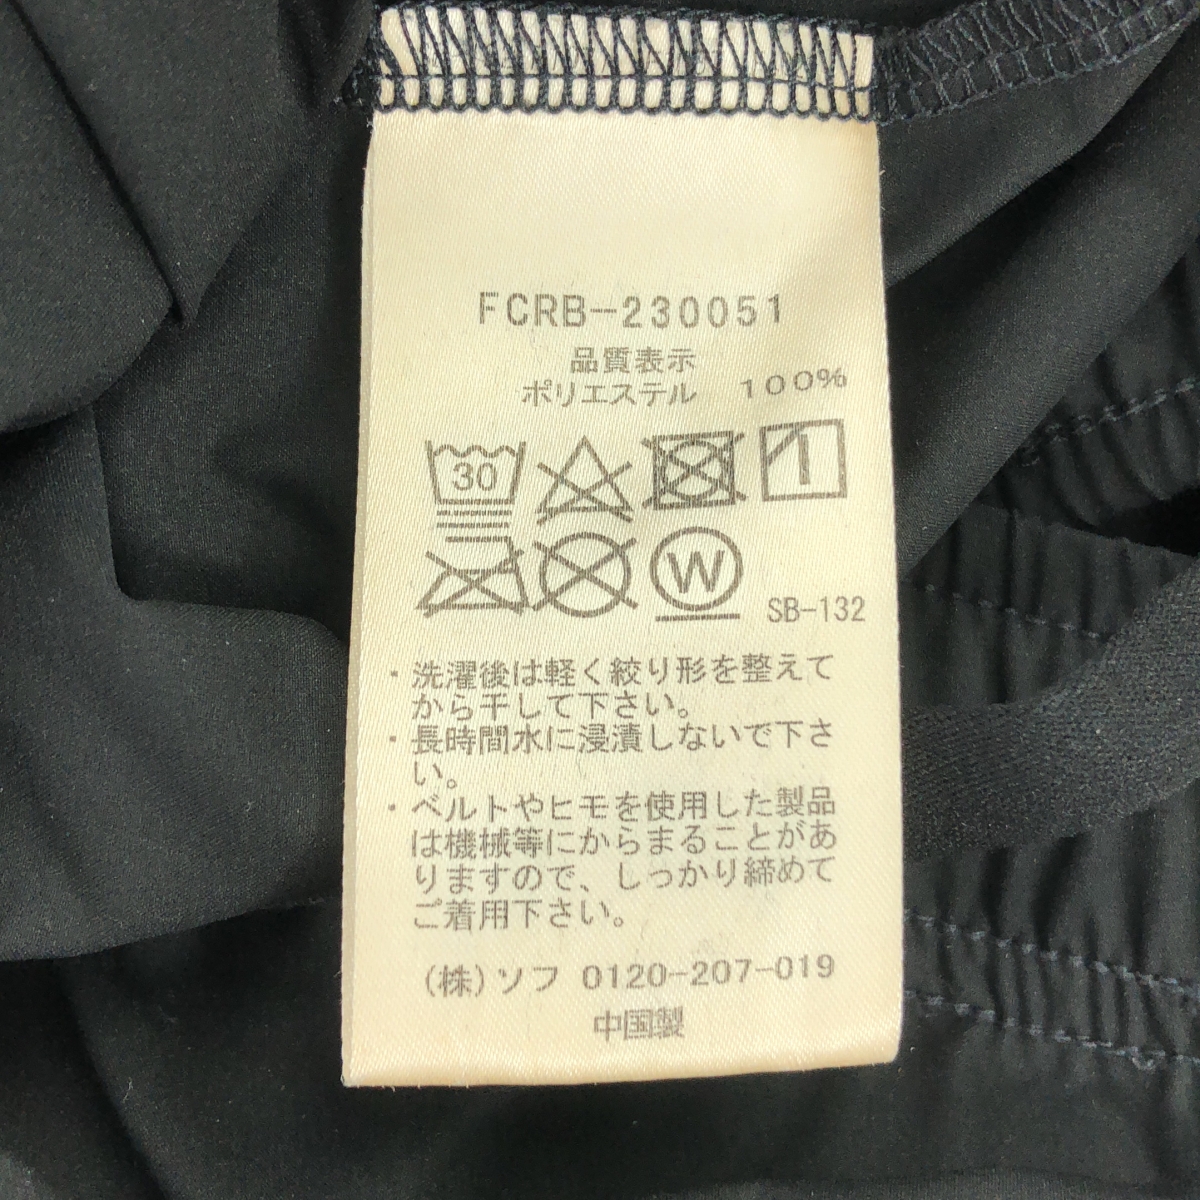 FCRB-230051
品質表示
ポリエステル 100%
30
W
SB-132
・洗濯後は軽く絞り形を整えて
から干して下さい。
・長時間水に浸漬しないで下さ
い。
・ベルトやヒモを使用した製品
は機械等にからまることがあ
りますので、しっかり締めて
ご着用下さい。
(株)ソフ 0120-207-019
中国製